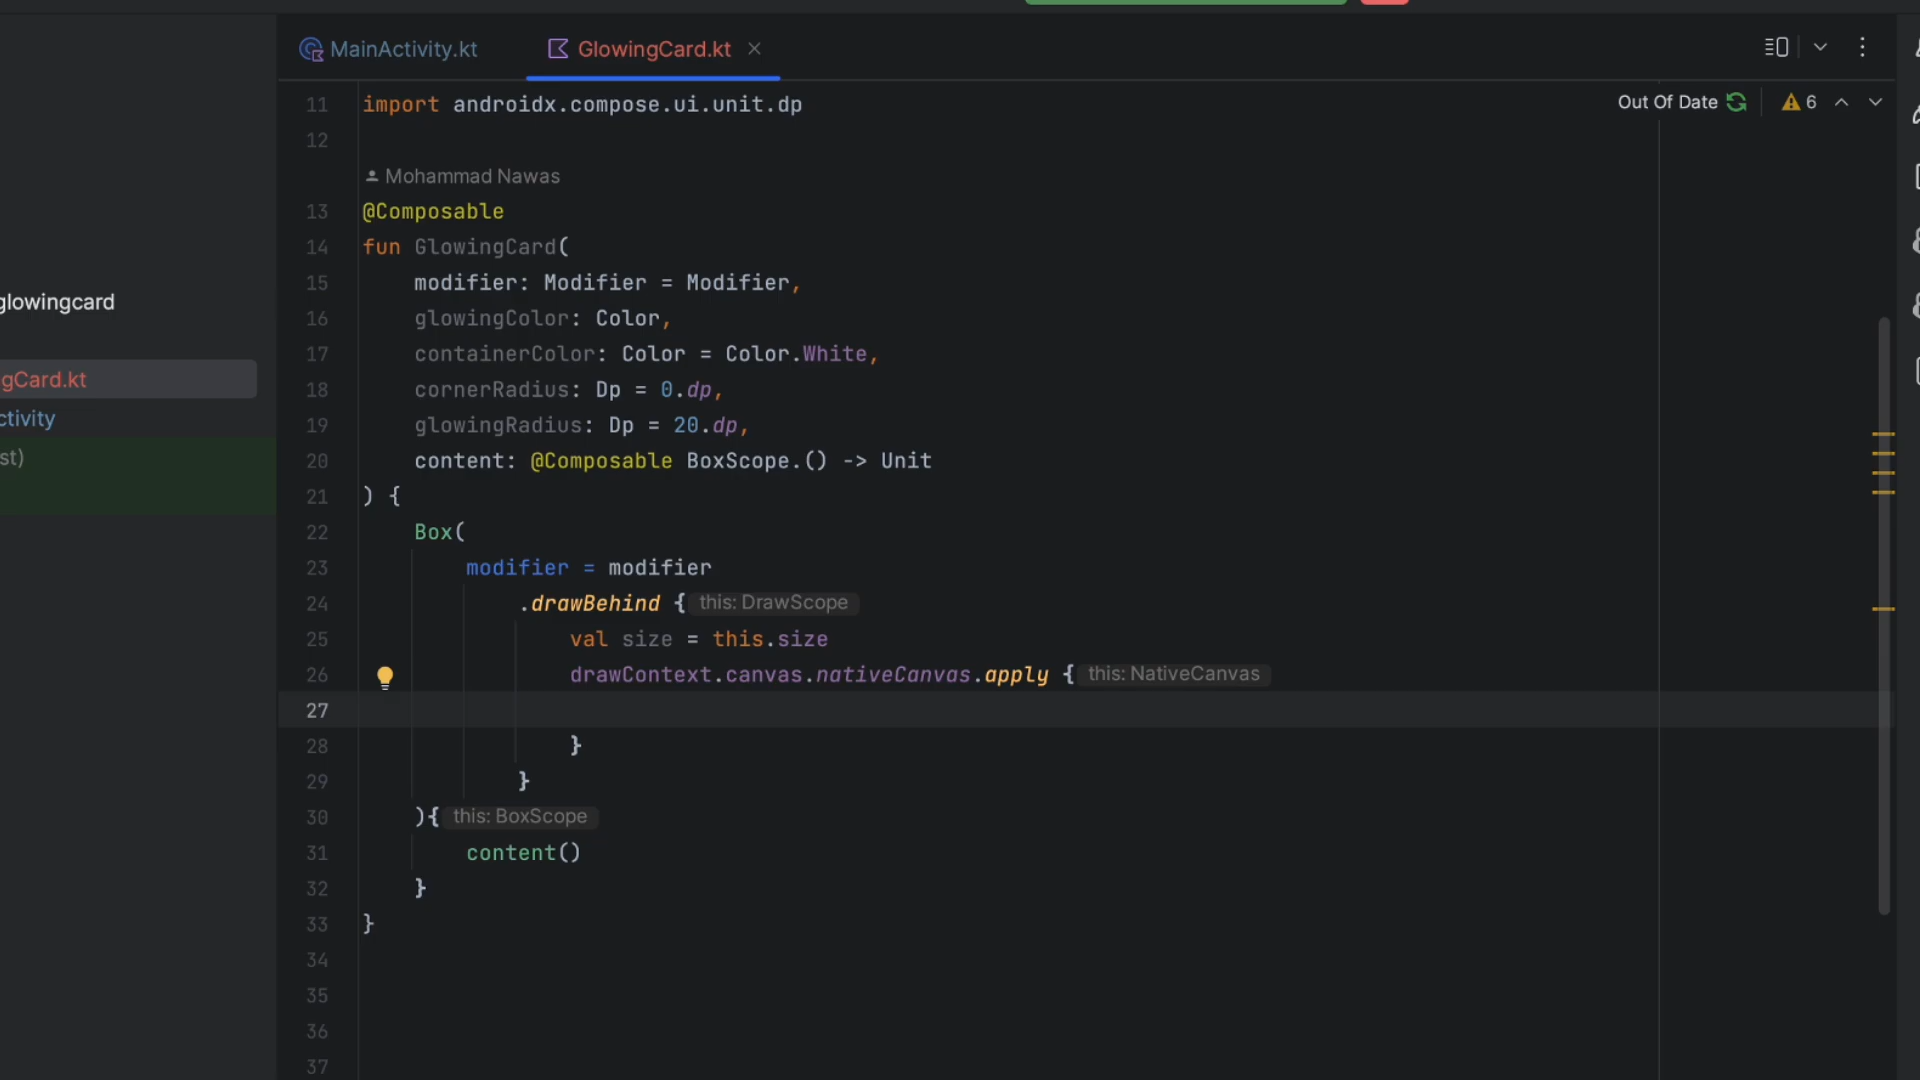 MainActivity.kt
GlowingCard.kt
Out Of Date
6
glowingcard
gCard.kt
ctivity
st)
11 import androidx.compose.ui.unit.dp
12
Mohammad Nawas
13 @Composable
14 fun GlowingCard(
15 modifier: Modifier = Modifier,
16 glowingColor: Color,
17 containerColor: Color = Color.White,
18 cornerRadius: Dp = 0.dp,
19 glowingRadius: Dp = 20.dp,
20 content: @Composable BoxScope.() -> Unit
21 ) {
22 Box(
23 modifier = modifier
24 .drawBehind { this: DrawScope
25 val size = this.size
26 drawContext.canvas.nativeCanvas.apply { this: NativeCanvas
27
28 }
29 }
30 ){ this: BoxScope
31 content()
32 }
33 }
34
35
36
37